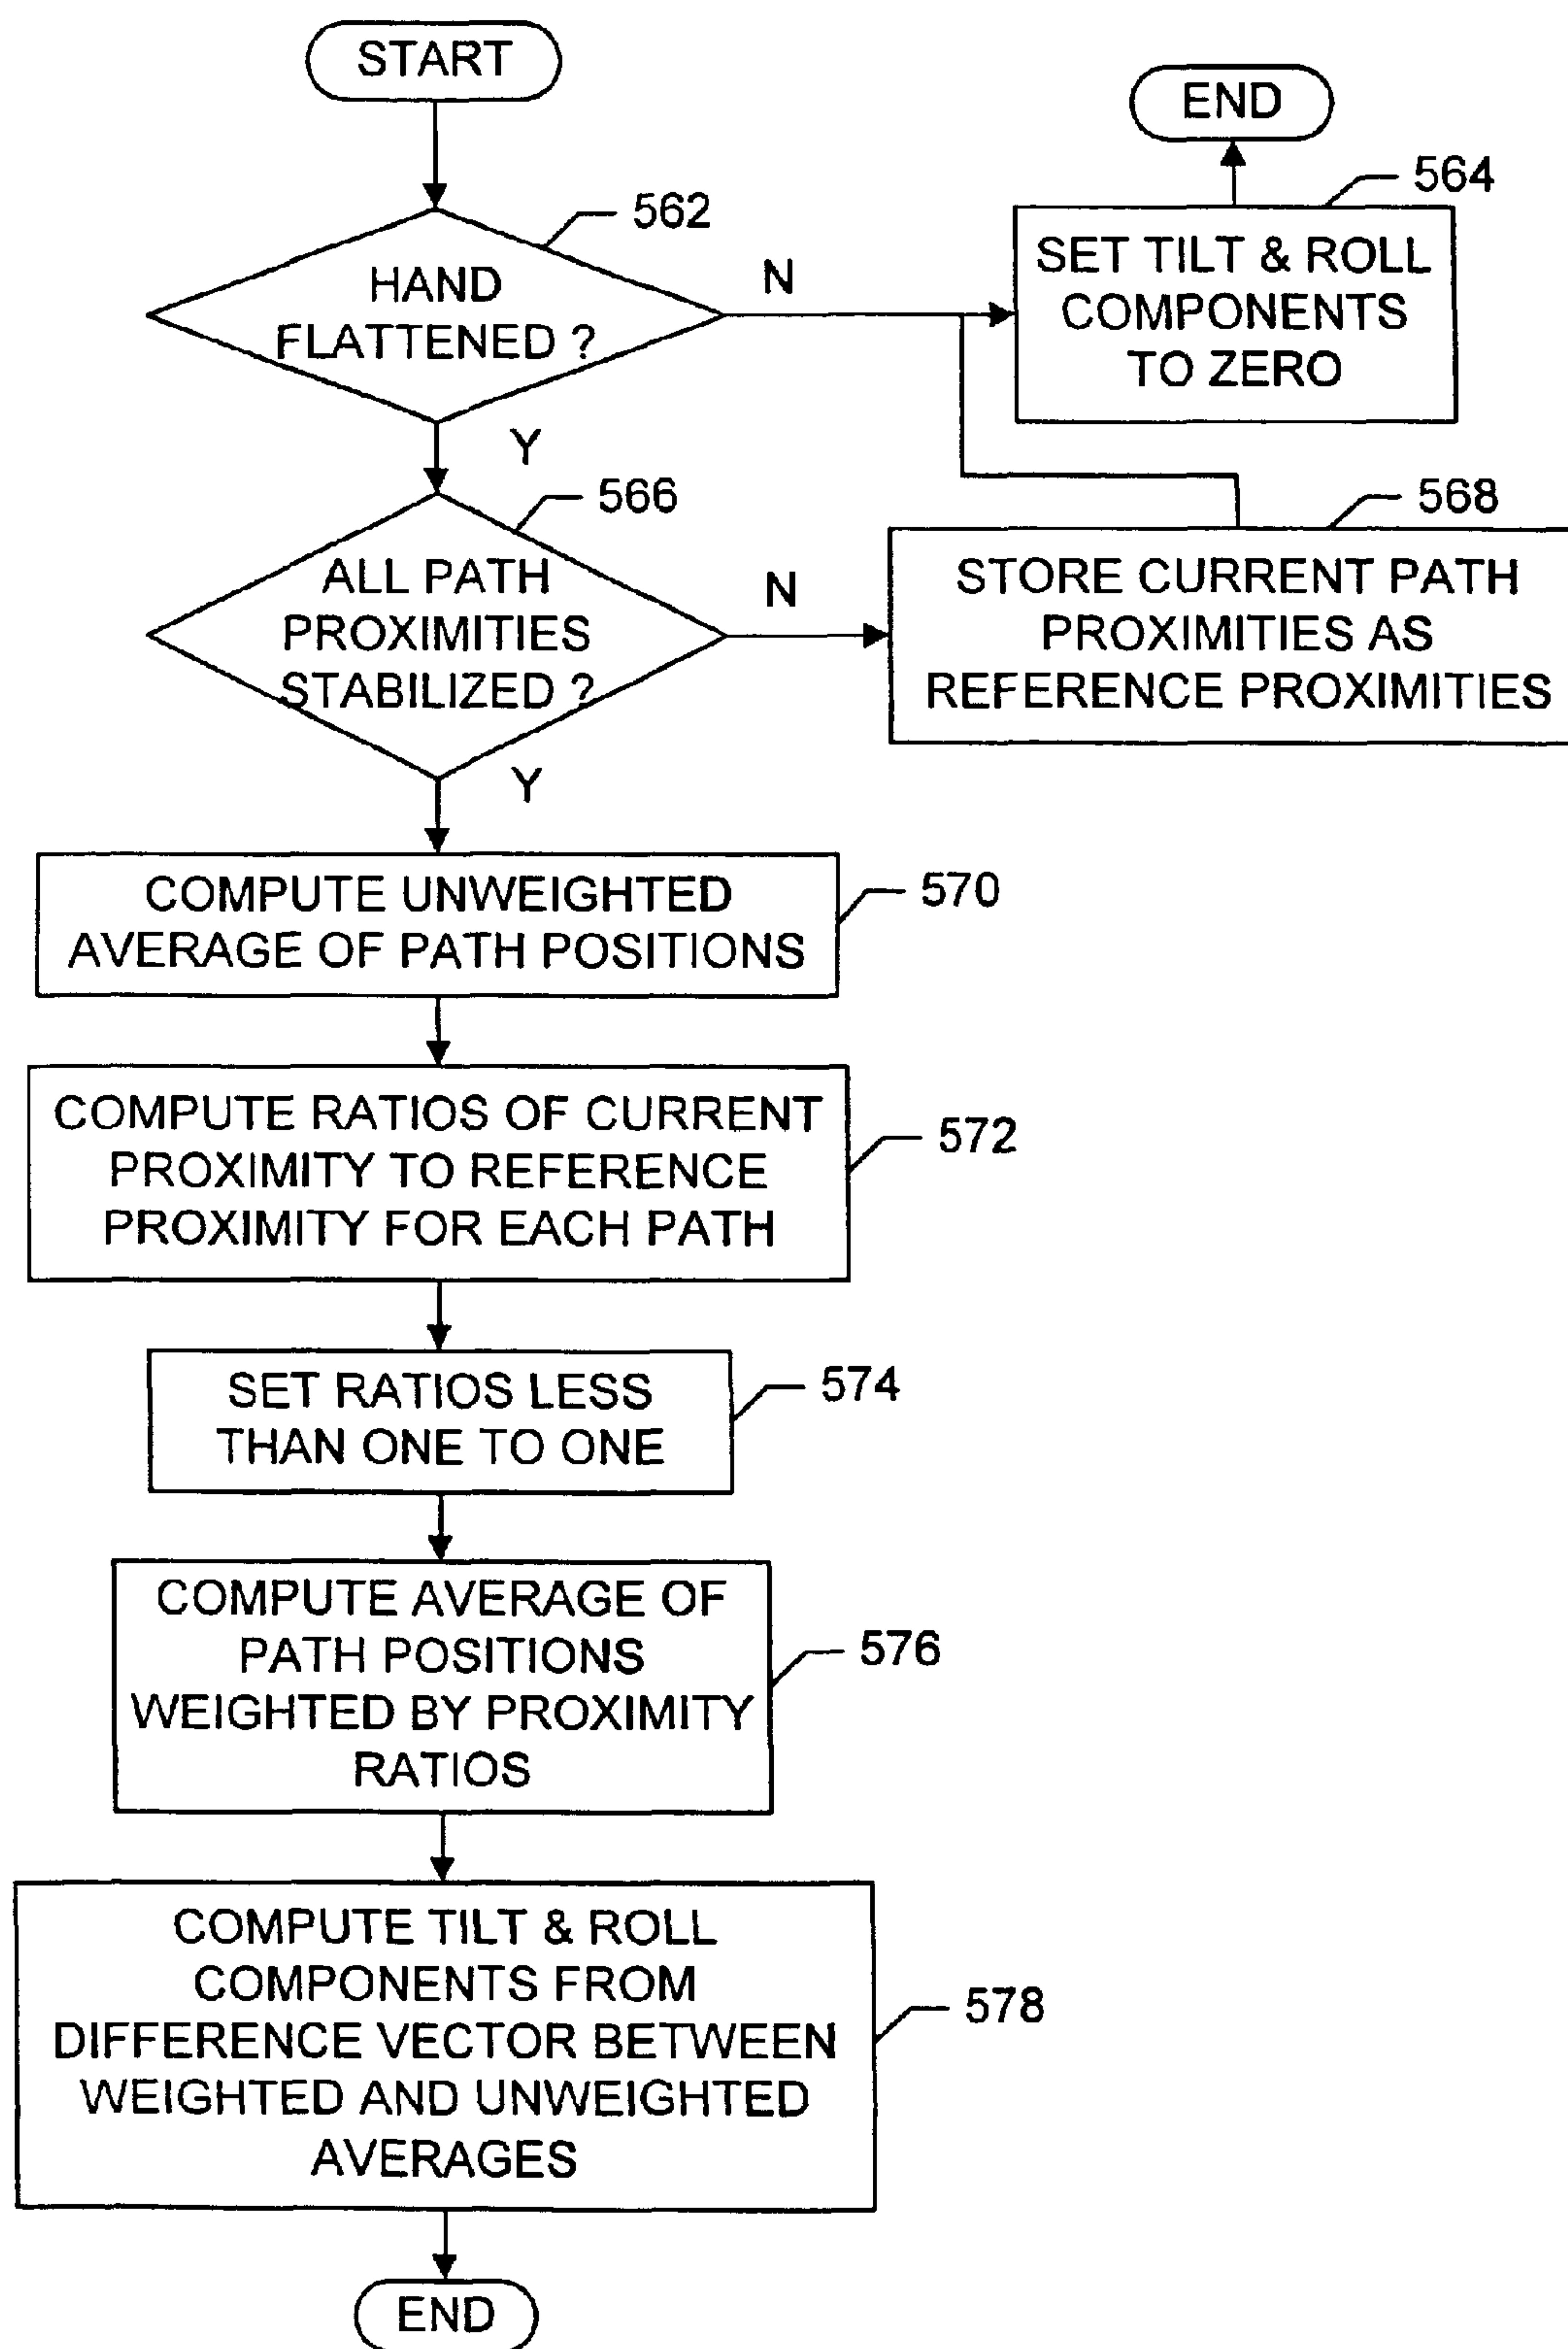 START
END
562
564
HAND
FLATTENED ?
N
SET TILT & ROLL
COMPONENTS
TO ZERO
Y
566
568
ALL PATH
PROXIMITIES
STABILIZED ?
N
STORE CURRENT PATH
PROXIMITIES AS
REFERENCE PROXIMITIES
Y
COMPUTE UNWEIGHTED
AVERAGE OF PATH POSITIONS
570
COMPUTE RATIOS OF CURRENT
PROXIMITY TO REFERENCE
PROXIMITY FOR EACH PATH
572
SET RATIOS LESS
THAN ONE TO ONE
574
COMPUTE AVERAGE OF
PATH POSITIONS
WEIGHTED BY PROXIMITY
RATIOS
576
COMPUTE TILT & ROLL
COMPONENTS FROM
DIFFERENCE VECTOR BETWEEN
WEIGHTED AND UNWEIGHTED
AVERAGES
578
END